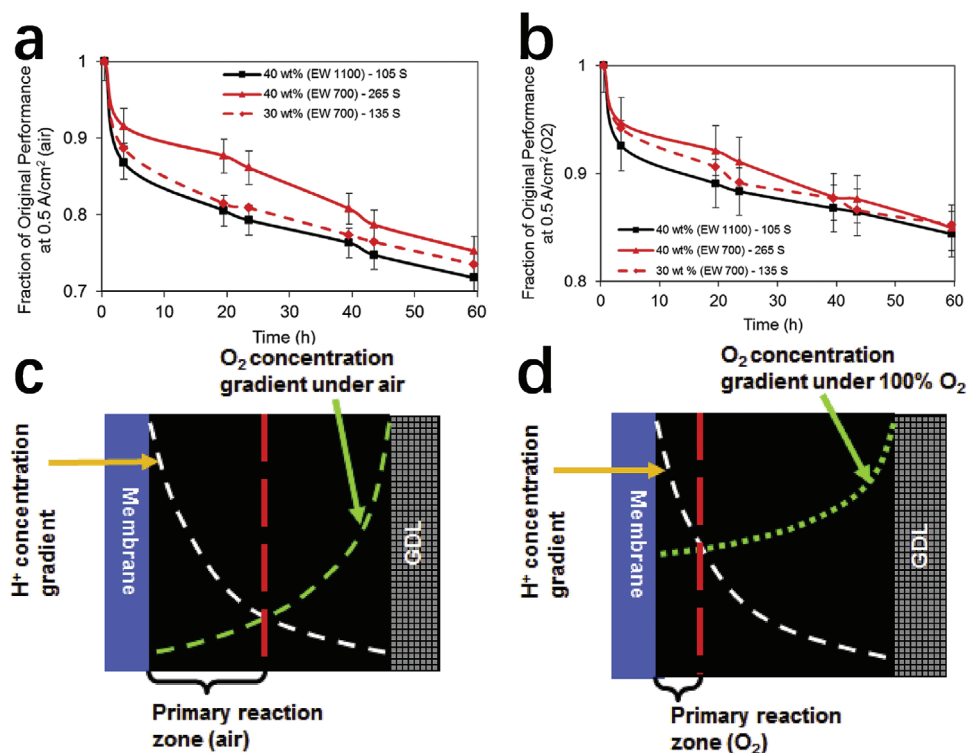 a
Fraction of Original Performance
at 0.5 A/cm² (air)
1
0.9
0.8
0.7
40 wt% (EW 1100) - 105 S
40 wt% (EW 700) - 265 S
30 wt% (EW 700) - 135 S
0 10 20 30 40 50 60
Time (h)
b
Fraction of Original Performance
at 0.5 A/cm² (O2)
1
0.9
0.8
40 wt% (EW 1100) - 105 S
40 wt% (EW 700) - 265 S
30 wt % (EW 700) - 135 S
0 10 20 30 40 50 60
Time (h)
c
O₂ concentration
gradient under air
H⁺ concentration
gradient
Membrane
GDL
Primary reaction
zone (air)
d
O₂ concentration
gradient under 100% O₂
H⁺ concentration
gradient
Membrane
GDL
Primary reaction
zone (O₂)